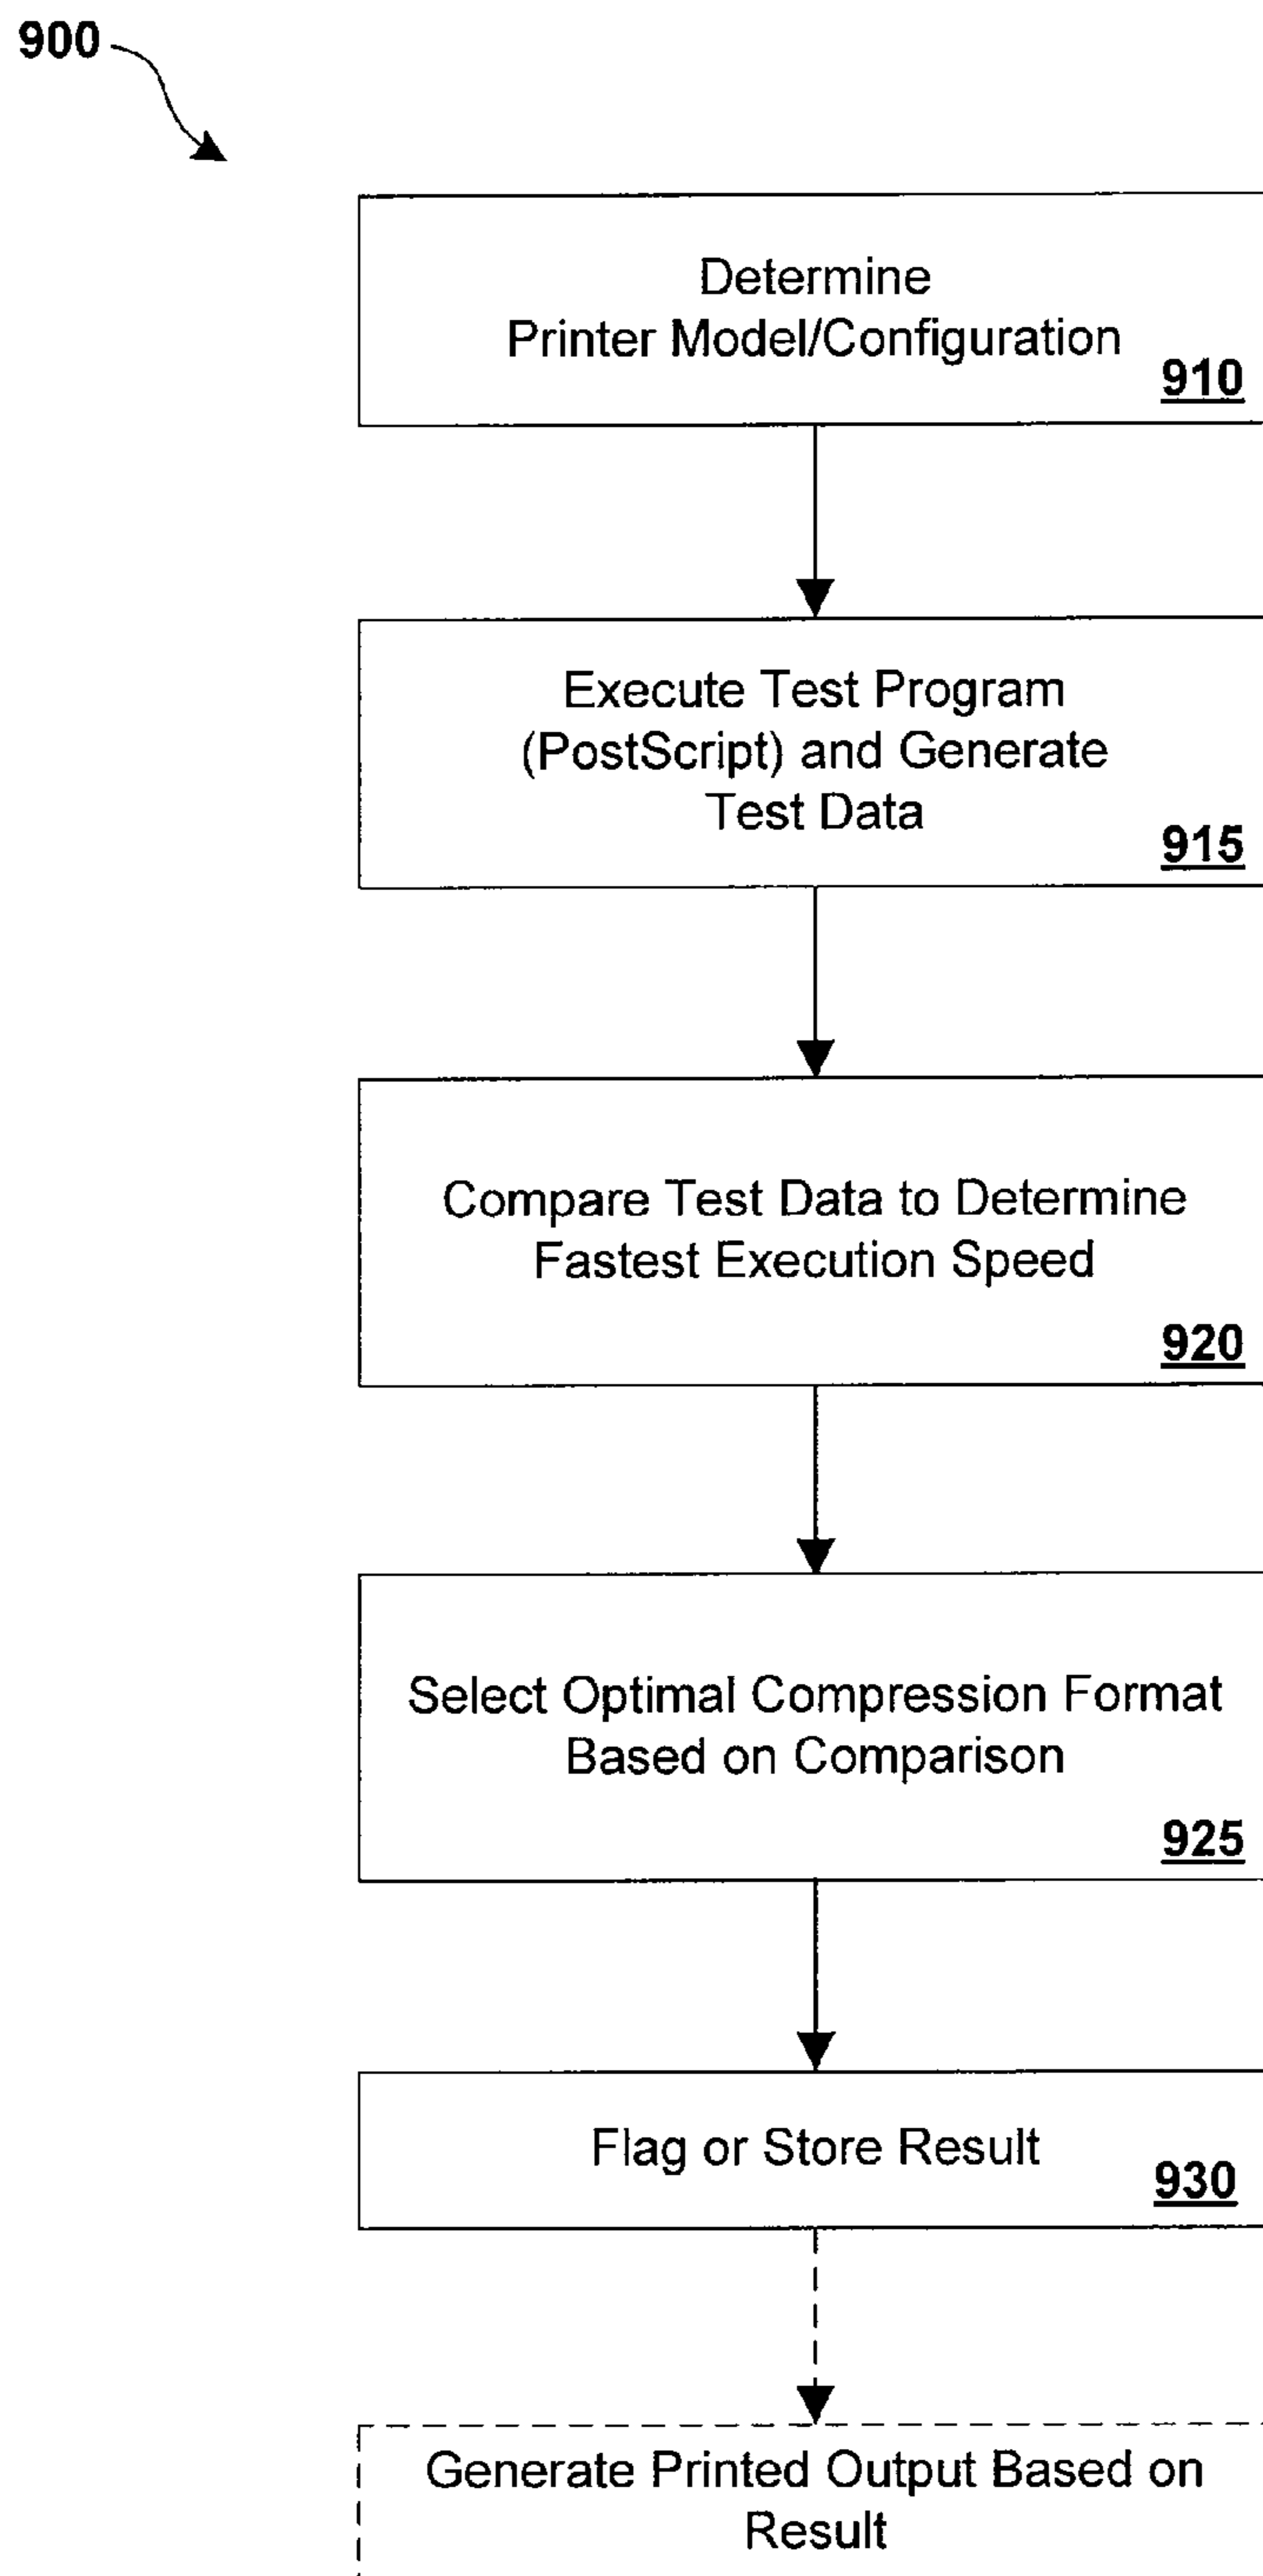 900
Determine
Printer Model/Configuration
910
Execute Test Program
(PostScript) and Generate
Test Data
915
Compare Test Data to Determine
Fastest Execution Speed
920
Select Optimal Compression Format
Based on Comparison
925
Flag or Store Result
930
Generate Printed Output Based on
Result